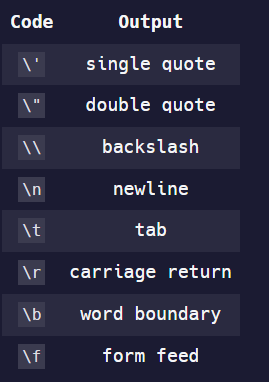 Code Output
\' single quote
\" double quote
\\ backslash
\n newline
\t tab
\r carriage return
\b word boundary
\f form feed